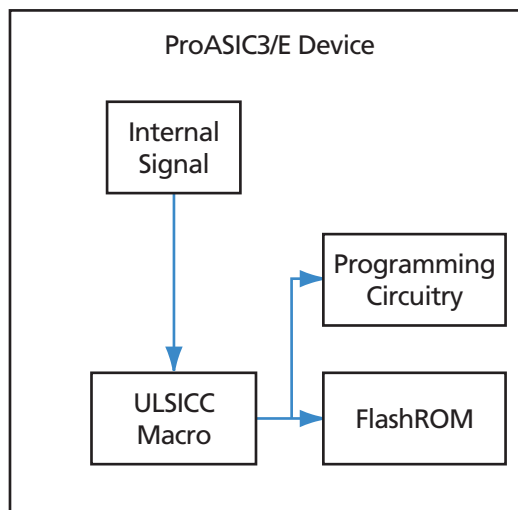 ProASIC3/E Device
Internal
Signal
Programming
Circuitry
ULSICC
Macro
FlashROM